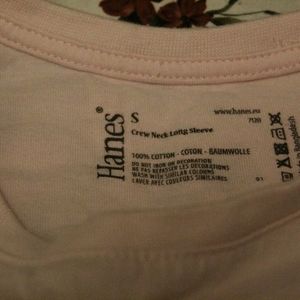 Hanes®
S
Crew Neck Long Sleeve
100% COTTON - COTON - BAUMWOLLE
DO NOT IRON ON DECORATION
NE PAS REPASSER LES DECORATION
WASH WITH SIMILAR COLOURS
LAVER AVEC COULEURS SIMILAIRES
www.hanes.eu